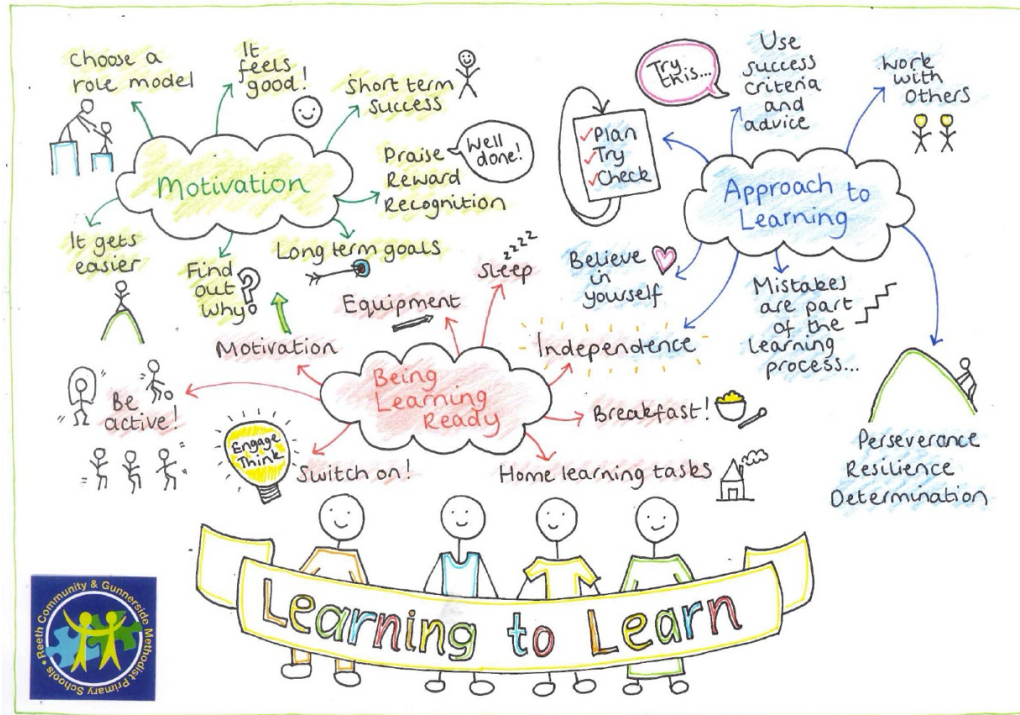 Choose a
role model
It
feels
good!
Short term
Success
Praise
Reward
Recognition
Well
done!
Motivation
It gets
easier
Find
out
Why?
Long term goals
Try
this...
Plan
Try
Check
Use
success
criteria
and
advice
Work
with
Others
Approach to
Learning
Believe
in
yourself
Mistakes
are part
of the
learning
process...
Perseverance
Resilience
Determination
Motivation
Equipment
zzzz
Sleep
Independence
Being
Learning
Ready
Be
active!
Engage
Think
Switch on!
Breakfast!
Home learning tasks
Learning to Learn
Reeth Community & Gunnerside Methodist Primary Schools